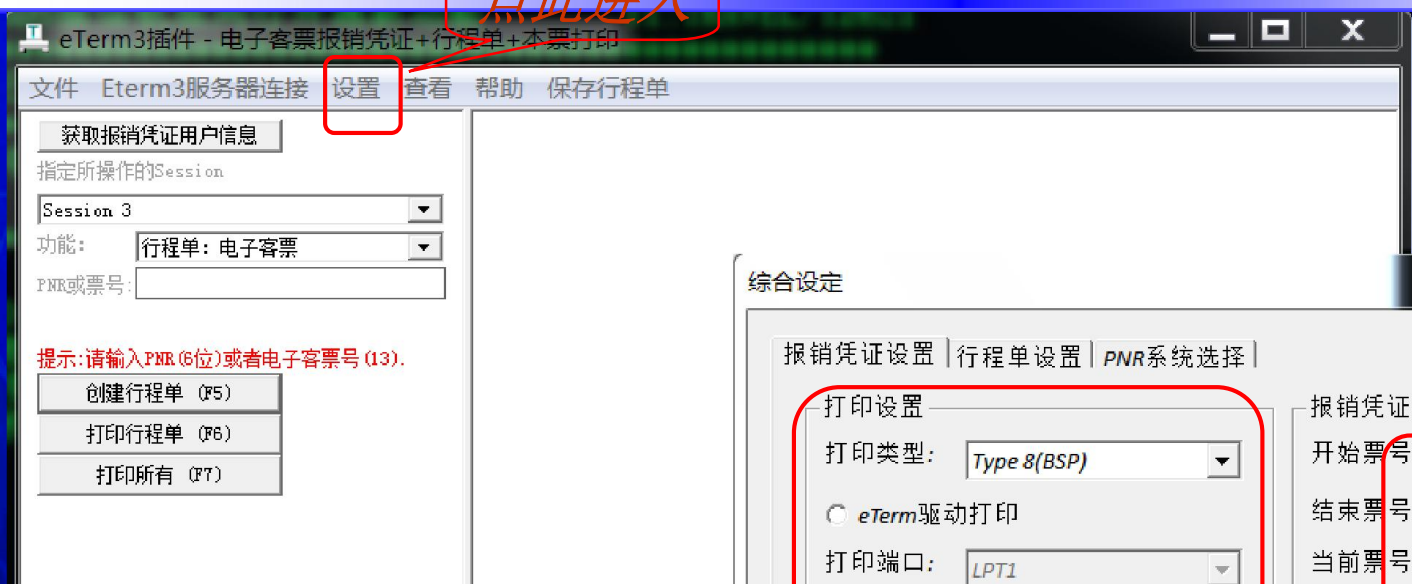 点此进入
eTerm3插件 - 电子客票报销凭证+行程单+本票打印
文件 Eterm3服务器连接 设置 查看 帮助 保存行程单
获取报销凭证用户信息
指定所操作的Session
Session 3
功能: 行程单: 电子客票
PNR或票号:
提示:请输入PNR(6位)或者电子客票号(13).
创建行程单 (F5)
打印行程单 (F6)
打印所有 (F7)
综合设定
报销凭证设置 行程单设置 PNR系统选择
打印设置
打印类型: Type 8(BSP)
eTerm驱动打印
打印端口: LPT1
报销凭证
开始票号
结束票号
当前票号